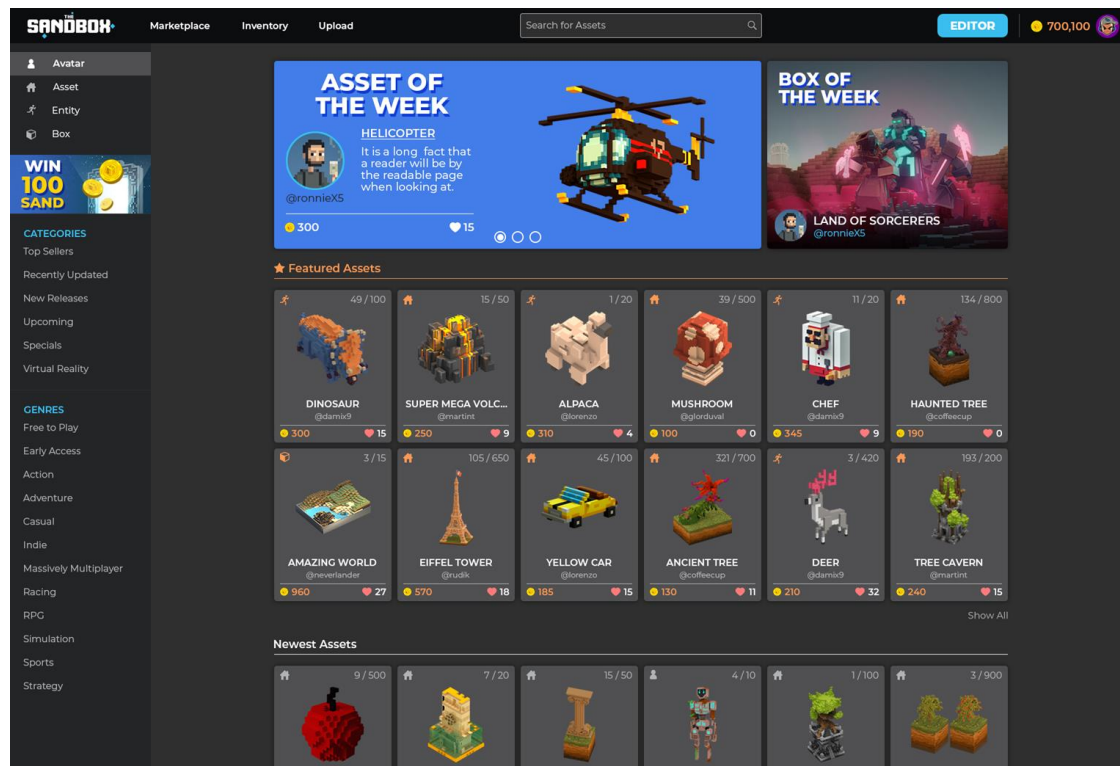 THE
SANDBOX
Marketplace
Inventory
Upload
Search for Assets
EDITOR
700,100
Avatar
Asset
Entity
Box
WIN
100
SAND
CATEGORIES
Top Sellers
Recently Updated
New Releases
Upcoming
Specials
Virtual Reality
GENRES
Free to Play
Early Access
Action
Adventure
Casual
Indie
Massively Multiplayer
Racing
RPG
Simulation
Sports
Strategy
ASSET OF
THE WEEK
HELICOPTER
It is a long fact that
a reader will be by
the readable page
when looking at.
@ronnieX5
300
15
BOX OF
THE WEEK
LAND OF SORCERERS
@ronnieX5
Featured Assets
49 / 100
DINOSAUR
@damix9
300
15
15 / 50
SUPER MEGA VOLC...
@martint
250
9
1 / 20
ALPACA
@lorenzo
310
4
39 / 500
MUSHROOM
@glorduval
100
0
11 / 20
CHEF
@damix9
345
9
134 / 800
HAUNTED TREE
@coffeecup
190
0
3 / 15
AMAZING WORLD
@neverlander
960
27
105 / 650
EIFFEL TOWER
@rudik
570
18
45 / 100
YELLOW CAR
@lorenzo
185
15
321 / 700
ANCIENT TREE
@coffeecup
130
11
3 / 420
DEER
@damix9
210
32
193 / 200
TREE CAVERN
@martint
240
15
Show All
Newest Assets
9 / 500
7 / 20
15 / 50
4 / 10
1 / 100
3 / 900